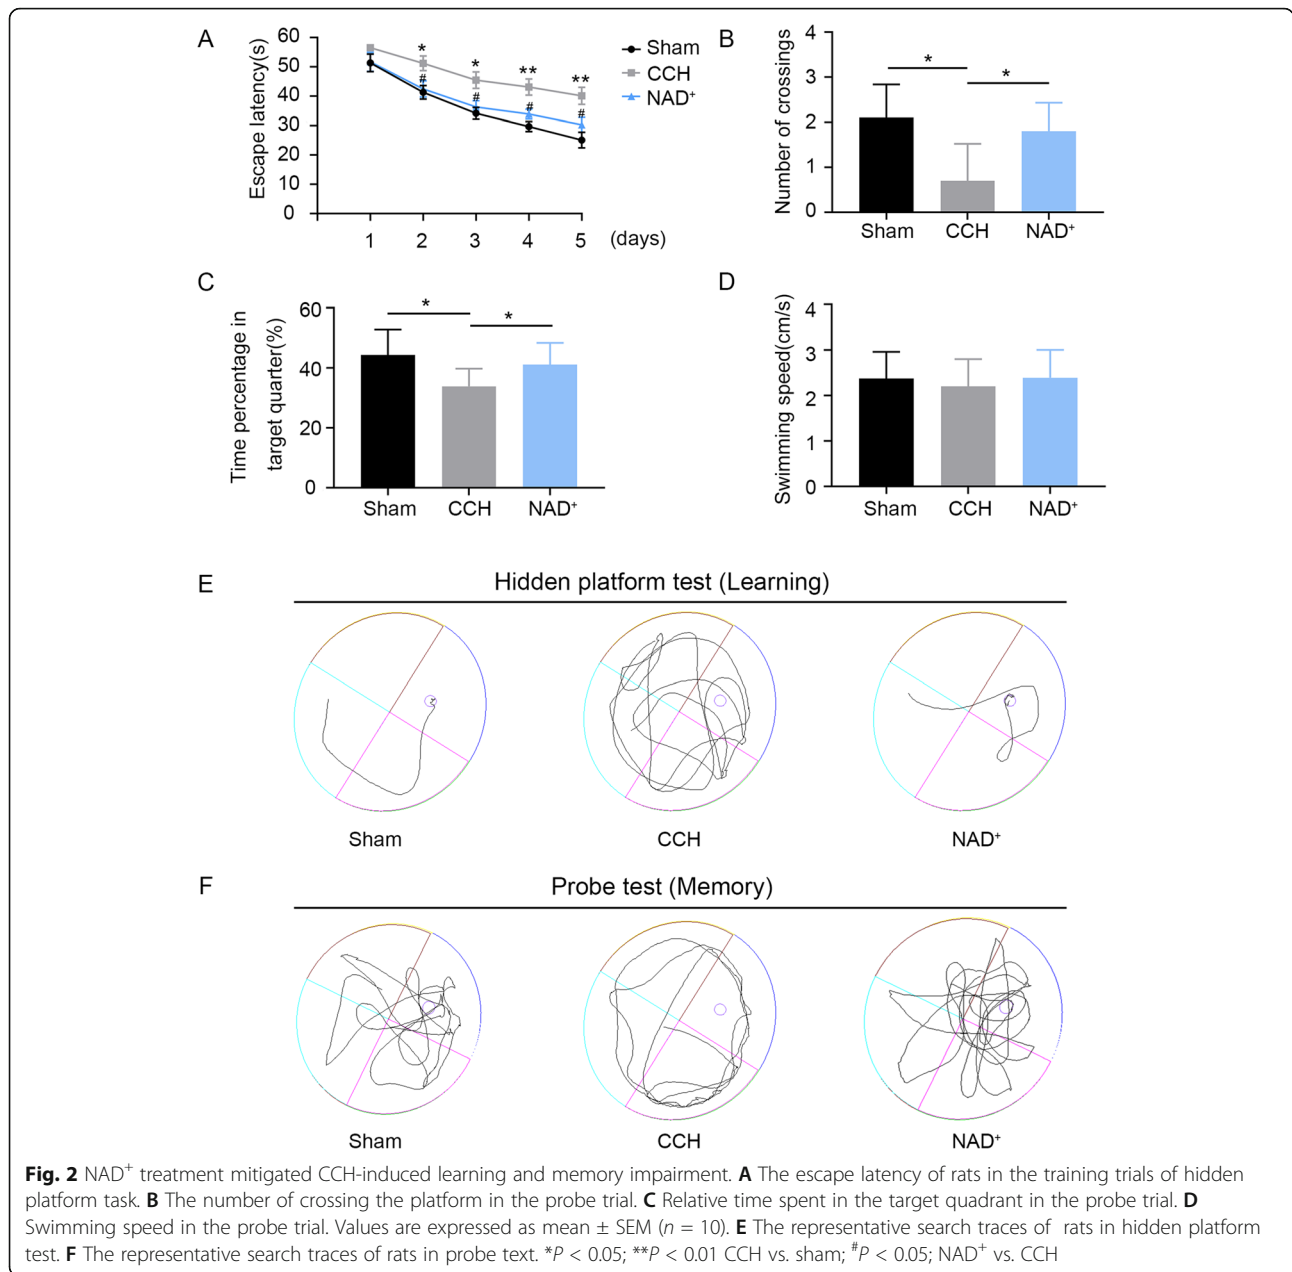 A
Escape latency(s)
60
50
40
30
20
10
0
* * ** **
# # # #
1 2 3 4 5 (days)
Sham
CCH
NAD⁺
B
Number of crossings
4
3
2
1
0
* *
Sham CCH NAD⁺
C
Time percentage in
target quarter(%)
60
40
20
0
* *
Sham CCH NAD⁺
D
Swimming speed(cm/s)
4
3
2
1
0
Sham CCH NAD⁺
E
Hidden platform test (Learning)
Sham CCH NAD⁺
F
Probe test (Memory)
Sham CCH NAD⁺
Fig. 2 NAD⁺ treatment mitigated CCH-induced learning and memory impairment. A The escape latency of rats in the training trials of hidden
platform task. B The number of crossing the platform in the probe trial. C Relative time spent in the target quadrant in the probe trial. D
Swimming speed in the probe trial. Values are expressed as mean ± SEM (n = 10). E The representative search traces of rats in hidden platform
test. F The representative search traces of rats in probe text. *P < 0.05; **P < 0.01 CCH vs. sham; #P < 0.05; NAD⁺ vs. CCH